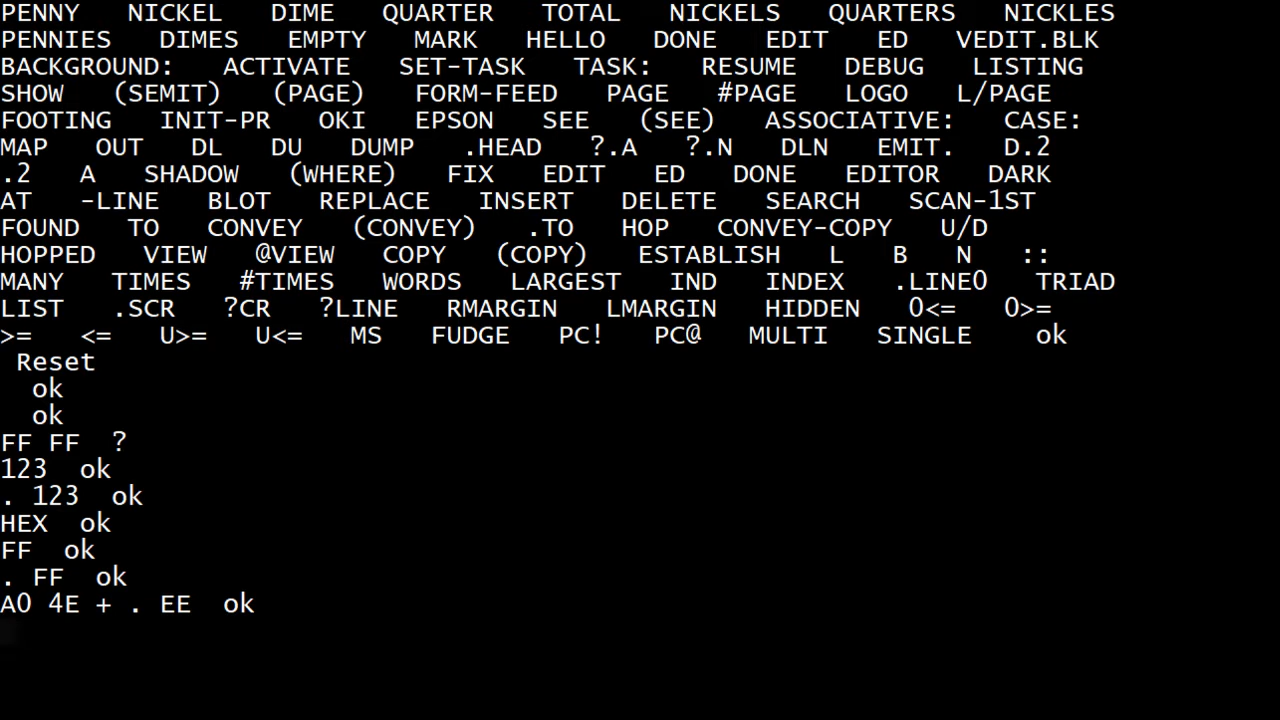 PENNY NICKEL DIME QUARTER TOTAL NICKELS QUARTERS NICKLES
PENNIES DIMES EMPTY MARK HELLO DONE EDIT ED VEDIT.BLK
BACKGROUND: ACTIVATE SET-TASK TASK: RESUME DEBUG LISTING
SHOW (SEMIT) (PAGE) FORM-FEED PAGE #PAGE LOGO L/PAGE
FOOTING INIT-PR OKI EPSON SEE (SEE) ASSOCIATIVE: CASE:
MAP OUT DL DU DUMP .HEAD ?.A ?.N DLN EMIT. D.2
.2 A SHADOW (WHERE) FIX EDIT ED DONE EDITOR DARK
AT -LINE BLOT REPLACE INSERT DELETE SEARCH SCAN-1ST
FOUND TO CONVEY (CONVEY) .TO HOP CONVEY-COPY U/D
HOPPED VIEW @VIEW COPY (COPY) ESTABLISH L B N ::
MANY TIMES #TIMES WORDS LARGEST IND INDEX .LINE0 TRIAD
LIST .SCR ?CR ?LINE RMARGIN LMARGIN HIDDEN 0<= 0>=
>= <= U>= U<= MS FUDGE PC! PC@ MULTI SINGLE ok
Reset
ok
ok
FF FF ?
123 ok
. 123 ok
HEX ok
FF ok
. FF ok
A0 4E + . EE ok